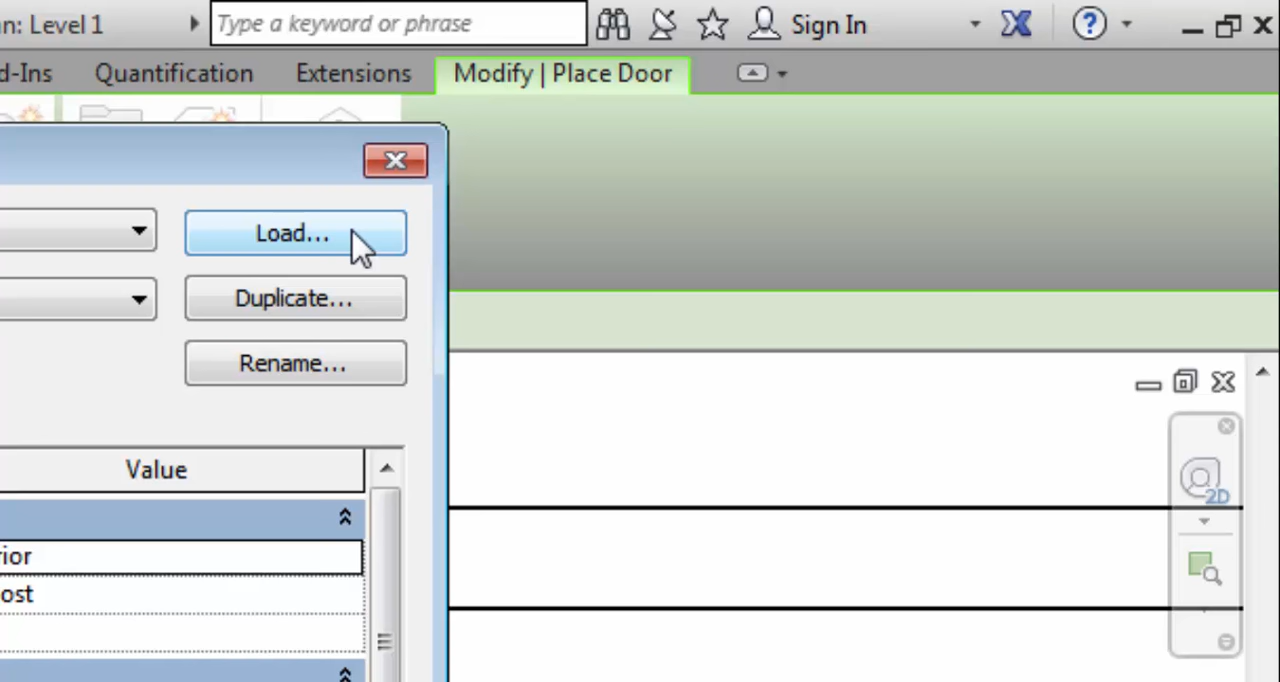 n: Level 1
Type a keyword or phrase
Sign In
?
d-Ins
Quantification
Extensions
Modify | Place Door
Load...
Duplicate...
Rename...
Value
rior
ost
2D